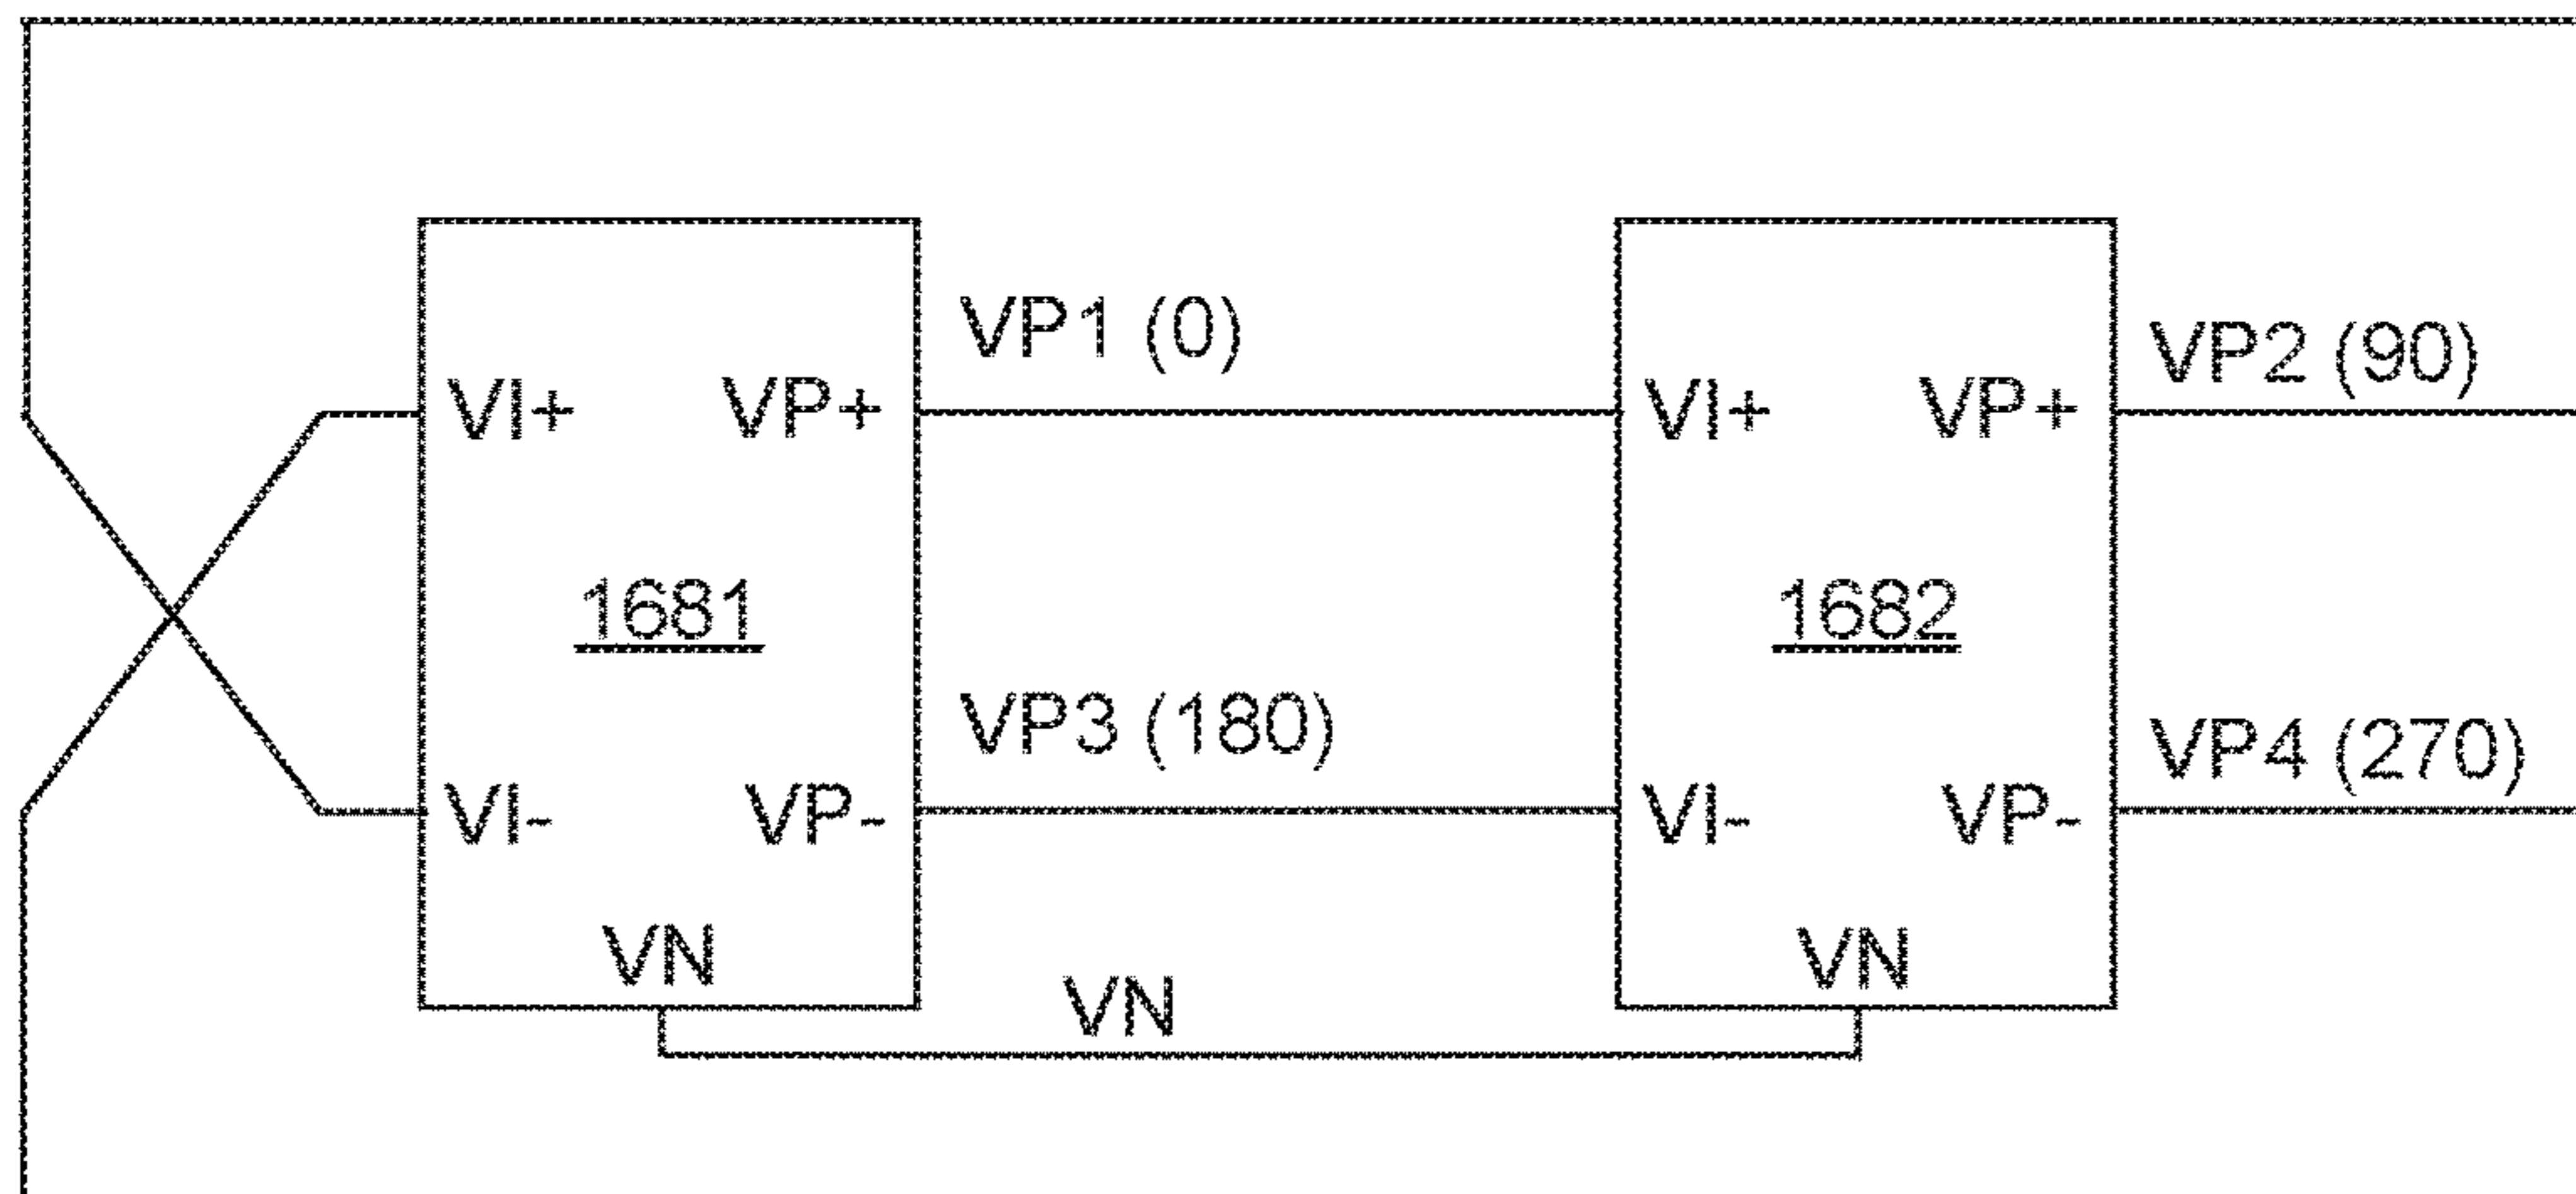 VP1 (0)
VP2 (90)
VI+ VP+
VI+ VP+
1681
1682
VP3 (180)
VP4 (270)
VI- VP-
VI- VP-
VN
VN
VN